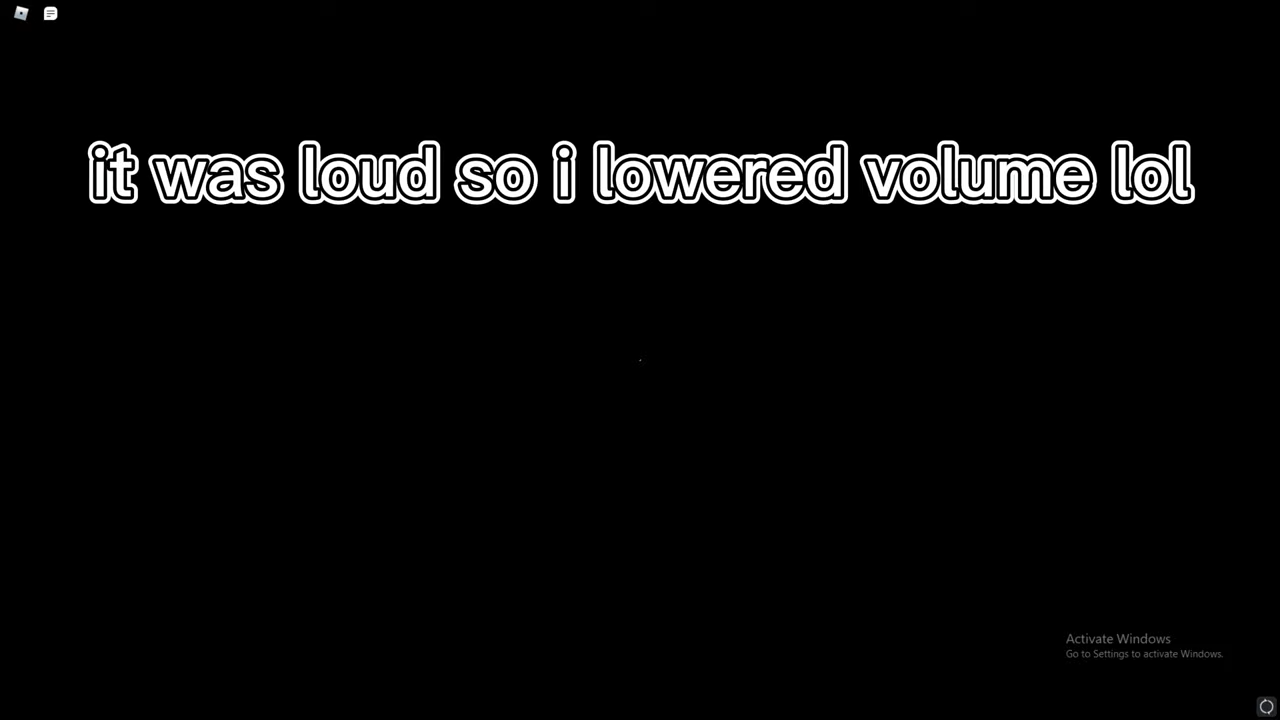 it was loud so i lowered volume lol
Activate Windows
Go to Settings to activate Windows.